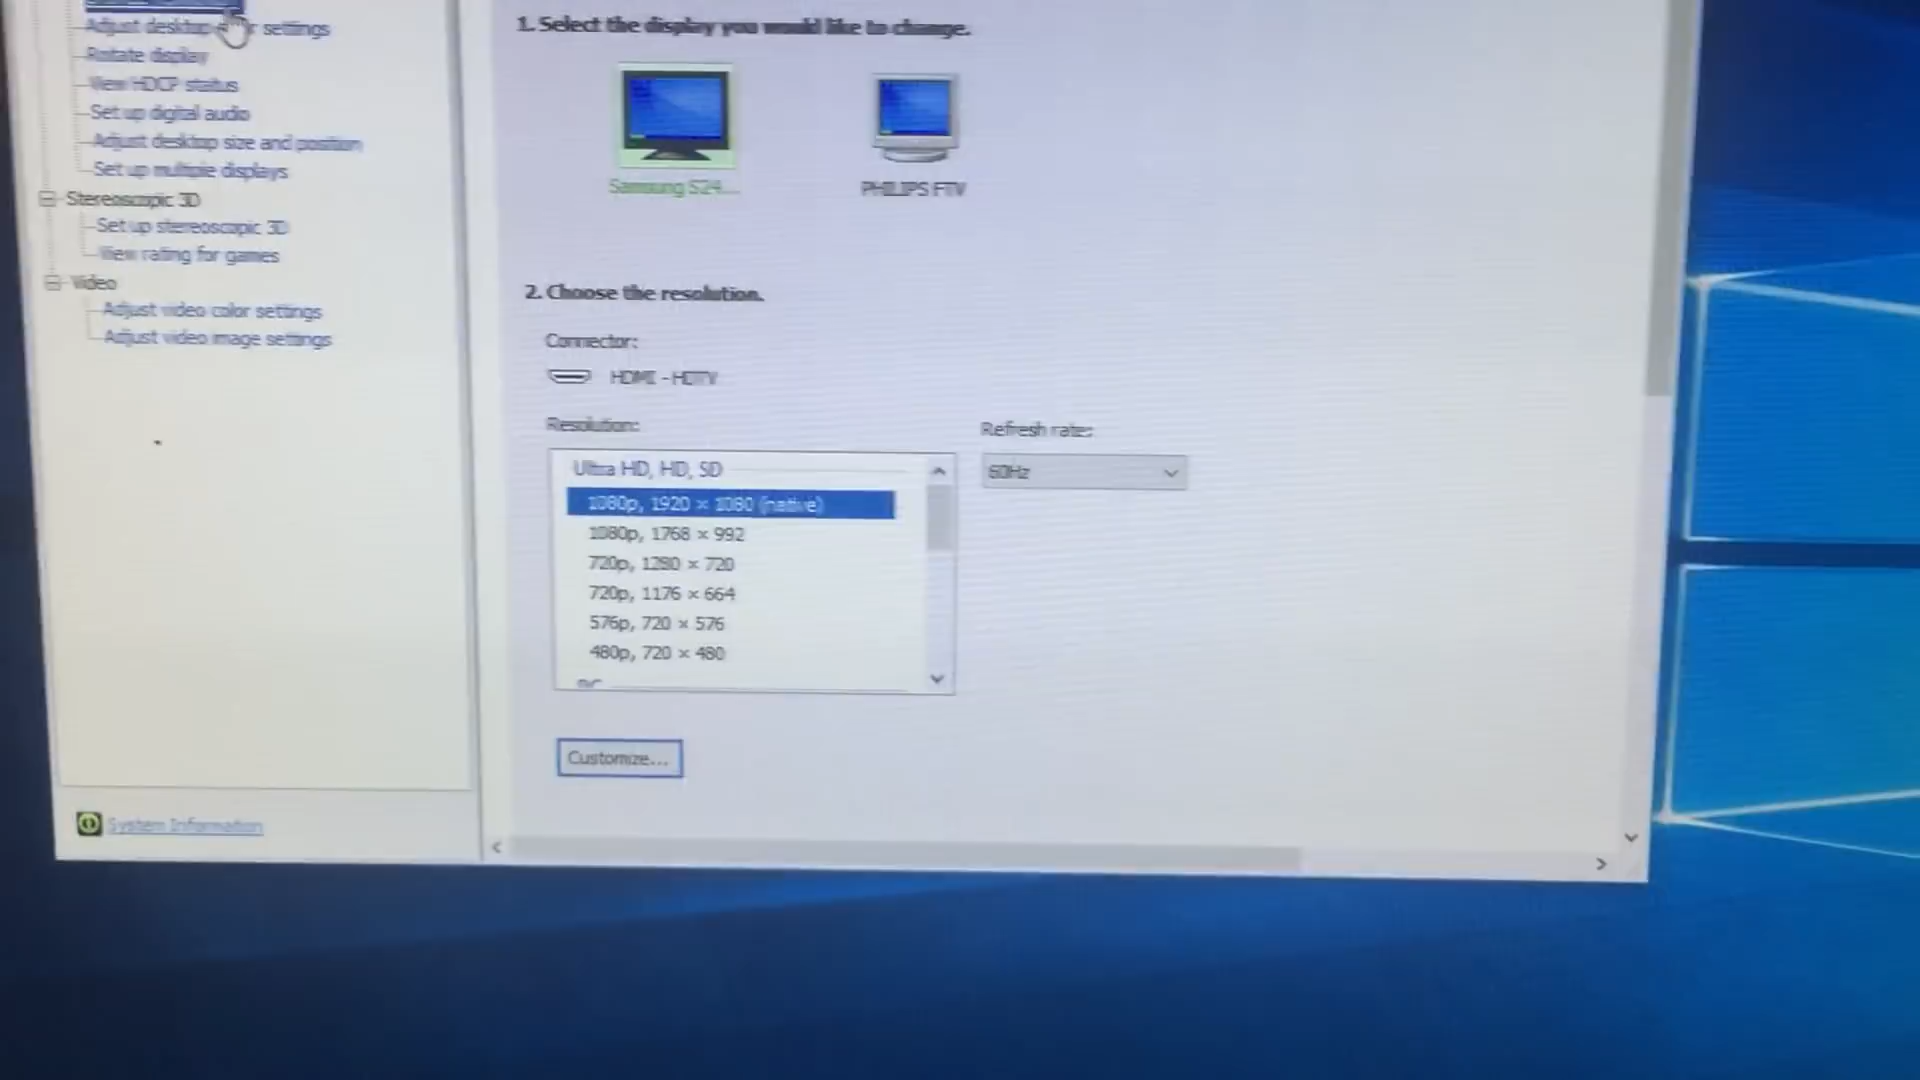 Adjust desktop color settings
Rotate display
View HDCP status
Set up digital audio
Adjust desktop size and position
Set up multiple displays
Stereoscopic 3D
Set up stereoscopic 3D
View rating for games
Video
Adjust video color settings
Adjust video image settings
System Information
1. Select the display you would like to change.
Samsung S24...
PHILIPS FTV
2. Choose the resolution.
Connector:
HDMI - HDTV
Resolution:
Refresh rate:
Ultra HD, HD, SD
60Hz
1080p, 1920 × 1080 (native)
1080p, 1768 × 992
720p, 1280 × 720
720p, 1176 × 664
576p, 720 × 576
480p, 720 × 480
Customize...